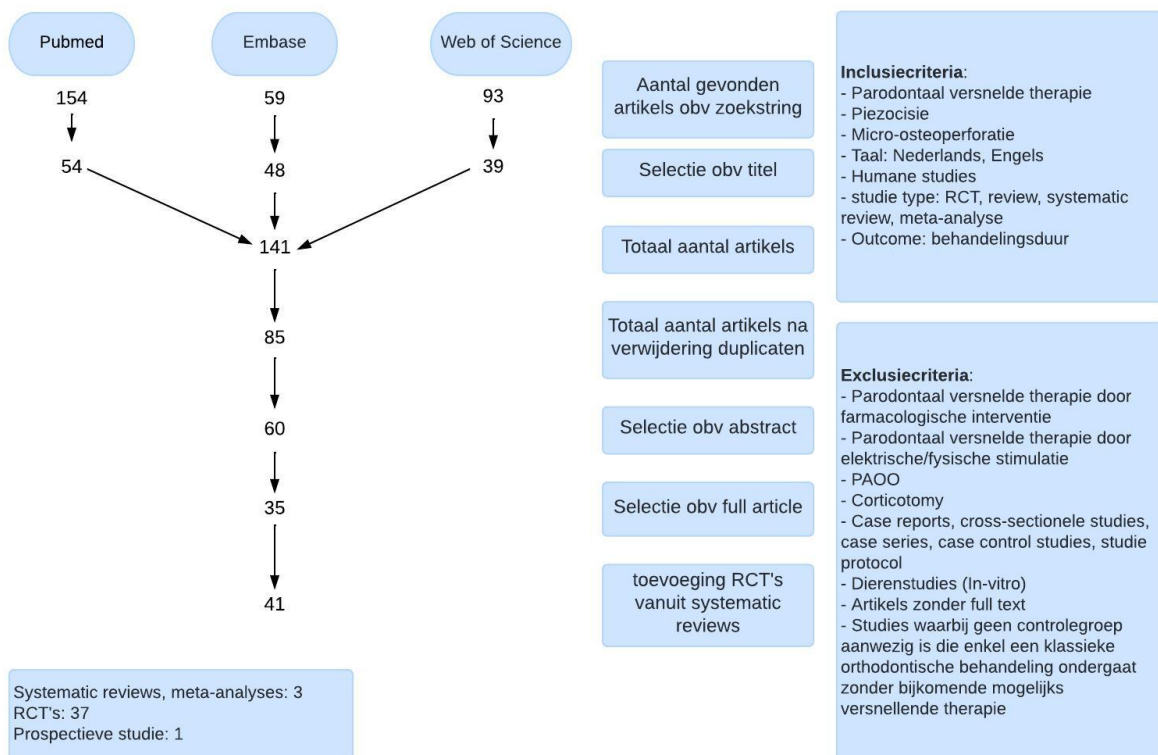 Pubmed
Embase
Web of Science
154
59
93
54
48
39
141
85
60
35
41
Aantal gevonden
artikels obv zoekstring
Selectie obv titel
Totaal aantal artikels
Totaal aantal artikels na
verwijdering duplicaten
Selectie obv abstract
Selectie obv full article
toevoeging RCT's
vanuit systematic
reviews
Inclusiecriteria:
- Parodontaal versnelde therapie
- Piezocisie
- Micro-osteoperforatie
- Taal: Nederlands, Engels
- Humane studies
- studie type: RCT, review, systematic
review, meta-analyse
- Outcome: behandelingsduur
Exclusiecriteria:
- Parodontaal versnelde therapie door
farmacologische interventie
- Parodontaal versnelde therapie door
elektrische/fysische stimulatie
- PAOO
- Corticotomy
- Case reports, cross-sectionele studies,
case series, case control studies, studie
protocol
- Dierenstudies (In-vitro)
- Artikels zonder full text
- Studies waarbij geen controlegroep
aanwezig is die enkel een klassieke
orthodontische behandeling ondergaat
zonder bijkomende mogelijks
versnellende therapie
Systematic reviews, meta-analyses: 3
RCT's: 37
Prospectieve studie: 1